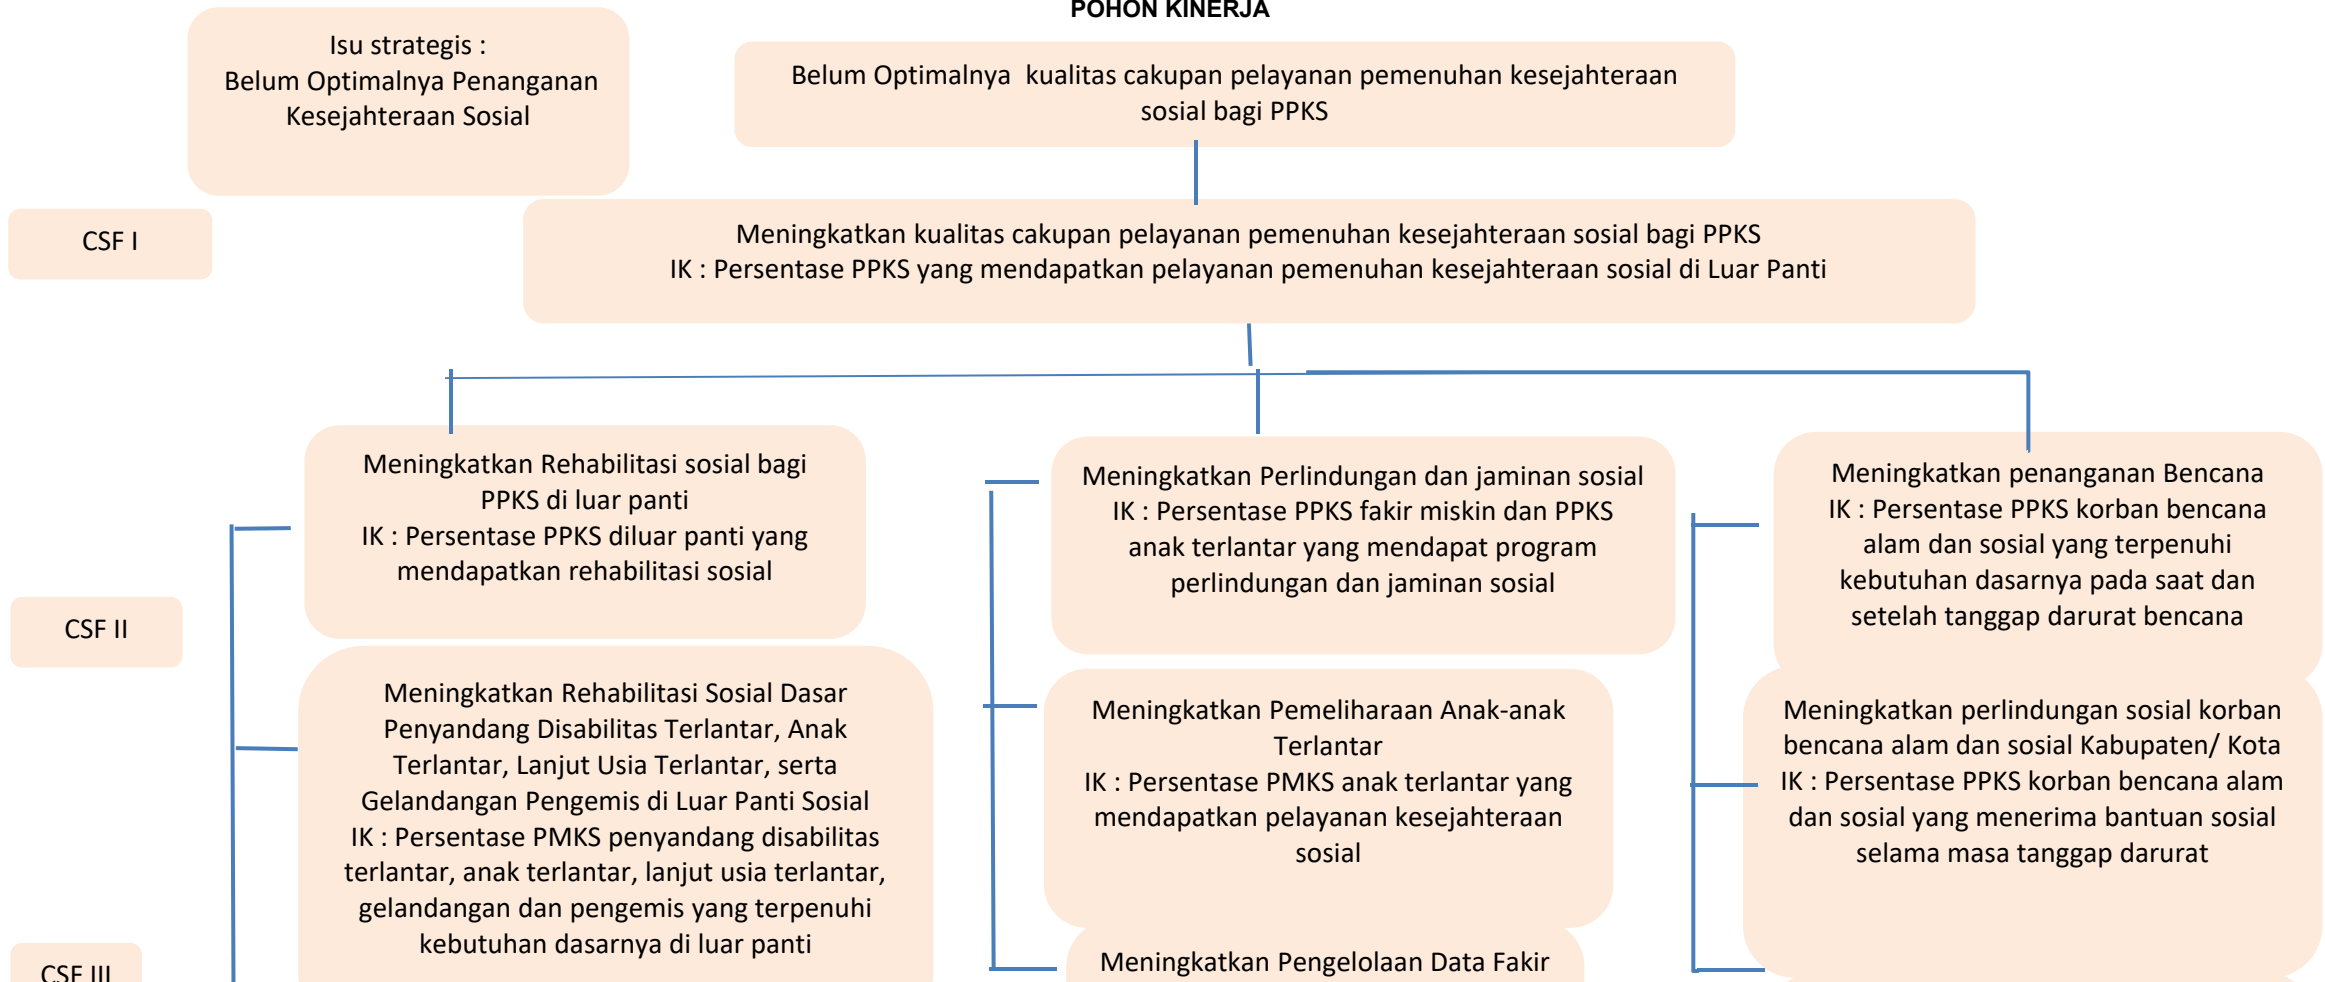 POHON KINERJA
Isu strategis :
Belum Optimalnya Penanganan
Kesejahteraan Sosial
Belum Optimalnya kualitas cakupan pelayanan pemenuhan kesejahteraan
sosial bagi PPKS
CSF I
Meningkatkan kualitas cakupan pelayanan pemenuhan kesejahteraan sosial bagi PPKS
IK : Persentase PPKS yang mendapatkan pelayanan pemenuhan kesejahteraan sosial di Luar Panti
Meningkatkan Rehabilitasi sosial bagi
PPKS di luar panti
IK : Persentase PPKS diluar panti yang
mendapatkan rehabilitasi sosial
Meningkatkan Perlindungan dan jaminan sosial
IK : Persentase PPKS fakir miskin dan PPKS
anak terlantar yang mendapat program
perlindungan dan jaminan sosial
Meningkatkan penanganan Bencana
IK : Persentase PPKS korban bencana
alam dan sosial yang terpenuhi
kebutuhan dasarnya pada saat dan
setelah tanggap darurat bencana
CSF II
Meningkatkan Rehabilitasi Sosial Dasar
Penyandang Disabilitas Terlantar, Anak
Terlantar, Lanjut Usia Terlantar, serta
Gelandangan Pengemis di Luar Panti Sosial
IK : Persentase PMKS penyandang disabilitas
terlantar, anak terlantar, lanjut usia terlantar,
gelandangan dan pengemis yang terpenuhi
kebutuhan dasarnya di luar panti
Meningkatkan Pemeliharaan Anak-anak
Terlantar
IK : Persentase PMKS anak terlantar yang
mendapatkan pelayanan kesejahteraan
sosial
Meningkatkan perlindungan sosial korban
bencana alam dan sosial Kabupaten/ Kota
IK : Persentase PPKS korban bencana alam
dan sosial yang menerima bantuan sosial
selama masa tanggap darurat
CSF III
Meningkatkan Pengelolaan Data Fakir